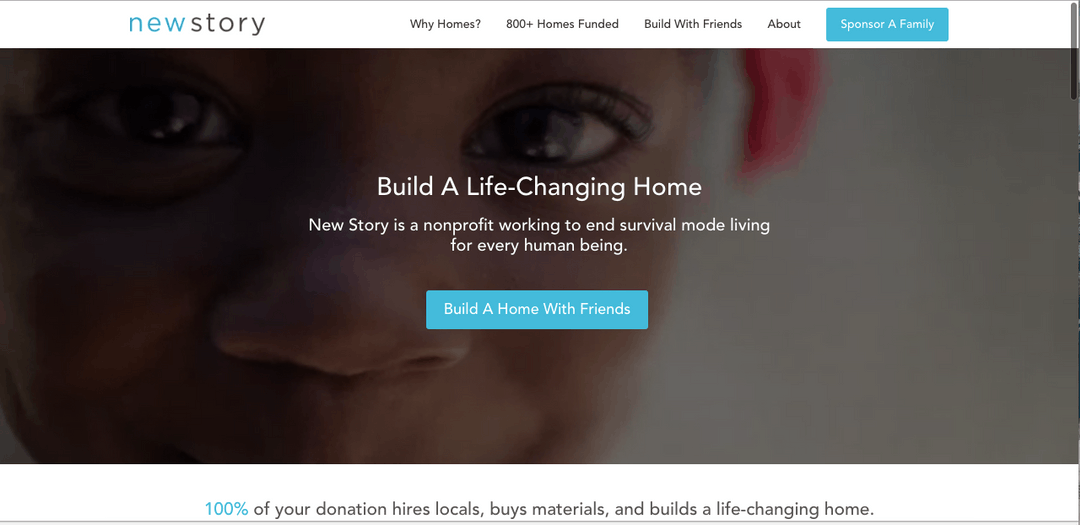 newstory
Why Homes? 800+ Homes Funded Build With Friends About Sponsor A Family
Build A Life-Changing Home
New Story is a nonprofit working to end survival mode living
for every human being.
Build A Home With Friends
100% of your donation hires locals, buys materials, and builds a life-changing home.